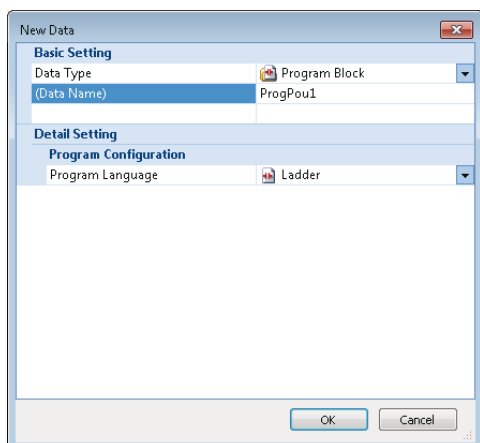 New Data
Basic Setting
Data Type Program Block
(Data Name) ProgPou1
Detail Setting
Program Configuration
Program Language Ladder
OK Cancel